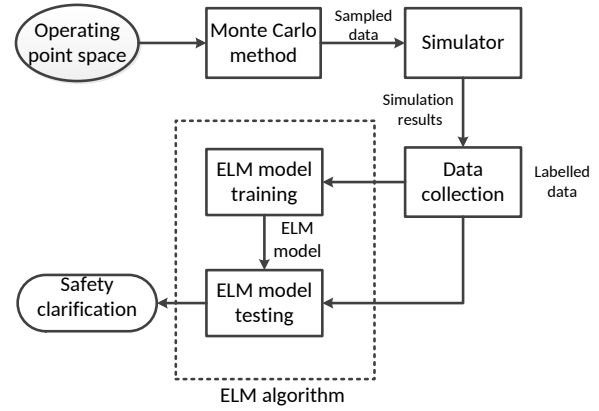 Operating
point space
Monte Carlo
method
Sampled
data
Simulator
Simulation
results
Data
collection
Labelled
data
ELM model
training
ELM
model
ELM model
testing
Safety
clarification
ELM algorithm